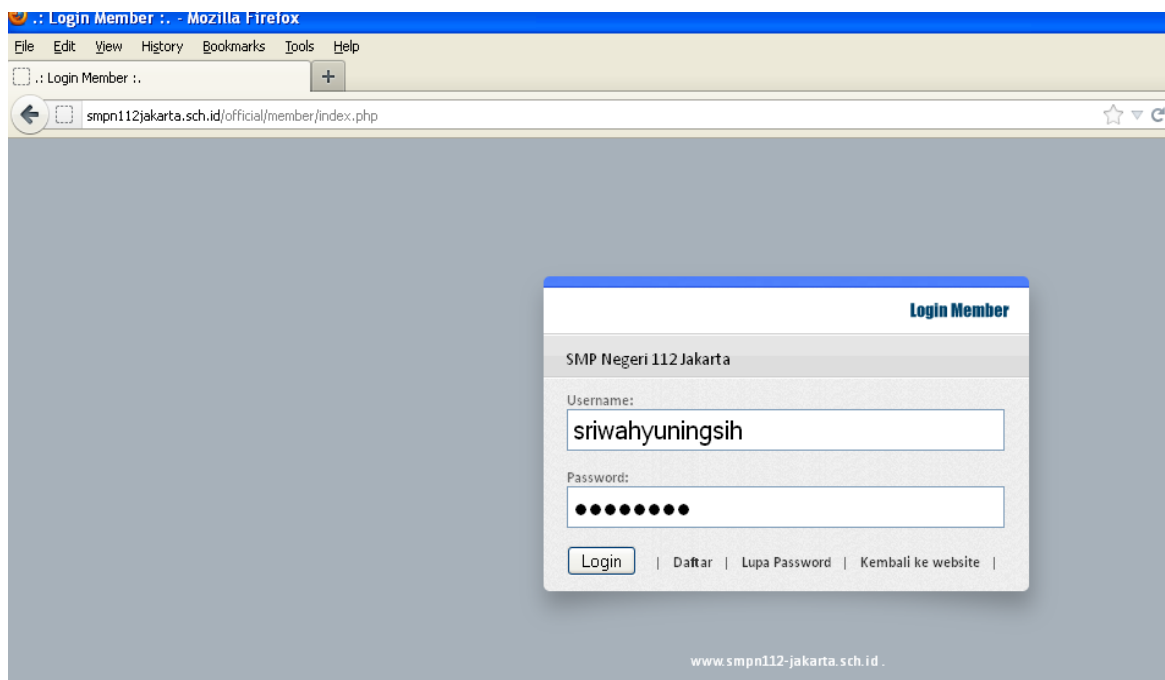 .: Login Member :. - Mozilla Firefox
File Edit View History Bookmarks Tools Help
.: Login Member :. +
smpn112jakarta.sch.id/official/member/index.php
Login Member
SMP Negeri 112 Jakarta
Username:
sriwahyuningsih
Password:
●●●●●●●●
Login | Daftar | Lupa Password | Kembali ke website |
www.smpn112-jakarta.sch.id .